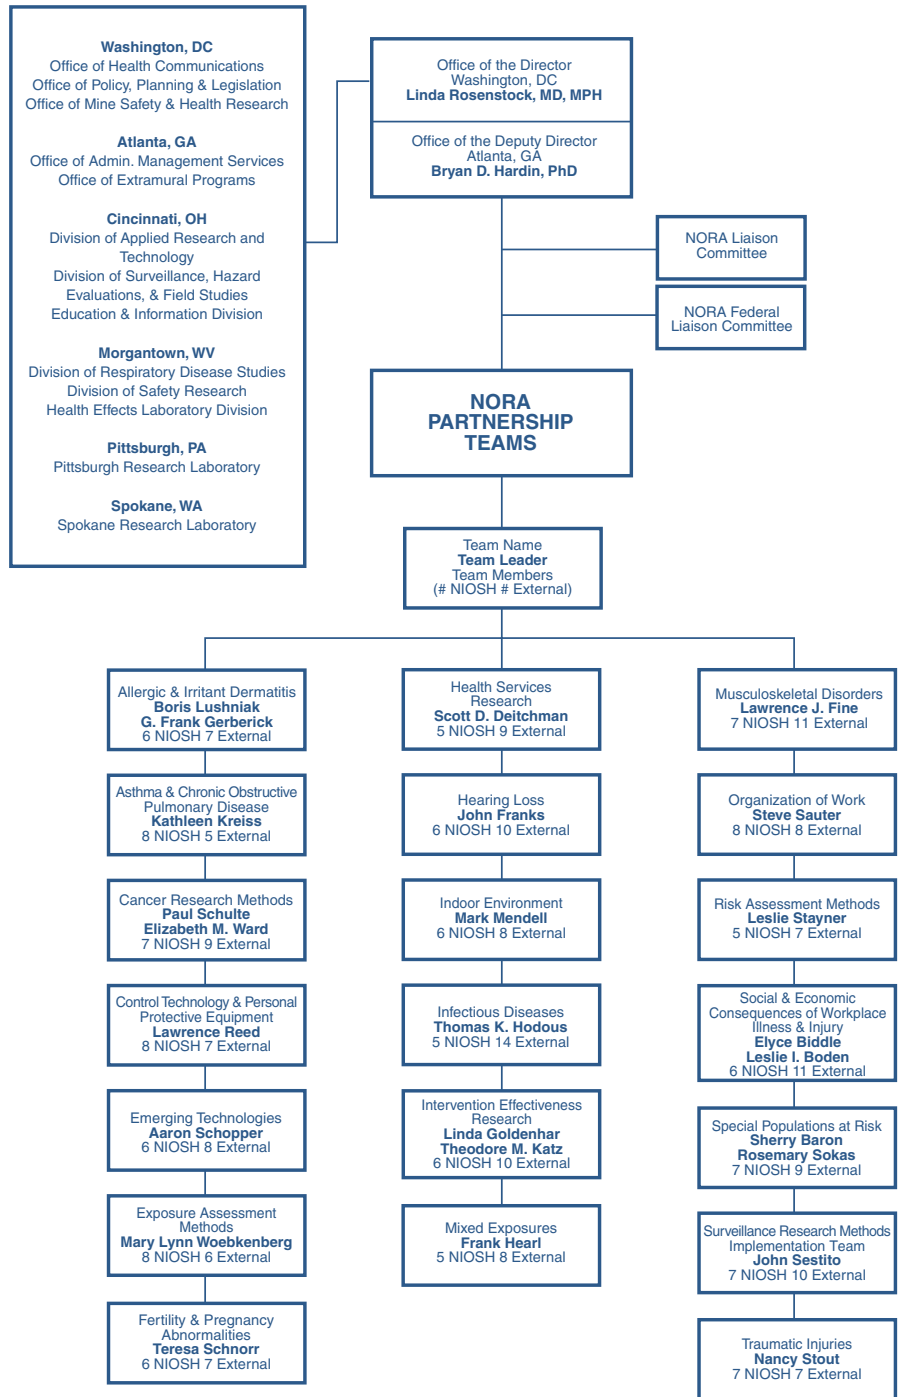 Washington, DC
Office of Health Communications
Office of Policy, Planning & Legislation
Office of Mine Safety & Health Research
Atlanta, GA
Office of Admin. Management Services
Office of Extramural Programs
Cincinnati, OH
Division of Applied Research and
Technology
Division of Surveillance, Hazard
Evaluations, & Field Studies
Education & Information Division
Morgantown, WV
Division of Respiratory Disease Studies
Division of Safety Research
Health Effects Laboratory Division
Pittsburgh, PA
Pittsburgh Research Laboratory
Spokane, WA
Spokane Research Laboratory
Office of the Director
Washington, DC
Linda Rosenstock, MD, MPH
Office of the Deputy Director
Atlanta, GA
Bryan D. Hardin, PhD
NORA Liaison
Committee
NORA Federal
Liaison Committee
NORA
PARTNERSHIP
TEAMS
Team Name
Team Leader
Team Members
(# NIOSH # External)
Allergic & Irritant Dermatitis
Boris Lushniak
G. Frank Gerberick
6 NIOSH 7 External
Asthma & Chronic Obstructive
Pulmonary Disease
Kathleen Kreiss
8 NIOSH 5 External
Cancer Research Methods
Paul Schulte
Elizabeth M. Ward
7 NIOSH 9 External
Control Technology & Personal
Protective Equipment
Lawrence Reed
8 NIOSH 7 External
Emerging Technologies
Aaron Schopper
6 NIOSH 8 External
Exposure Assessment
Methods
Mary Lynn Woebkenberg
8 NIOSH 6 External
Fertility & Pregnancy
Abnormalities
Teresa Schnorr
6 NIOSH 7 External
Health Services
Research
Scott D. Deitchman
5 NIOSH 9 External
Hearing Loss
John Franks
6 NIOSH 10 External
Indoor Environment
Mark Mendell
6 NIOSH 8 External
Infectious Diseases
Thomas K. Hodous
5 NIOSH 14 External
Intervention Effectiveness
Research
Linda Goldenhar
Theodore M. Katz
6 NIOSH 10 External
Mixed Exposures
Frank Hearl
5 NIOSH 8 External
Musculoskeletal Disorders
Lawrence J. Fine
7 NIOSH 11 External
Organization of Work
Steve Sauter
8 NIOSH 8 External
Risk Assessment Methods
Leslie Stayner
5 NIOSH 7 External
Social & Economic
Consequences of Workplace
Illness & Injury
Elyce Biddle
Leslie I. Boden
6 NIOSH 11 External
Special Populations at Risk
Sherry Baron
Rosemary Sokas
7 NIOSH 9 External
Surveillance Research Methods
Implementation Team
John Sestito
7 NIOSH 10 External
Traumatic Injuries
Nancy Stout
7 NIOSH 7 External